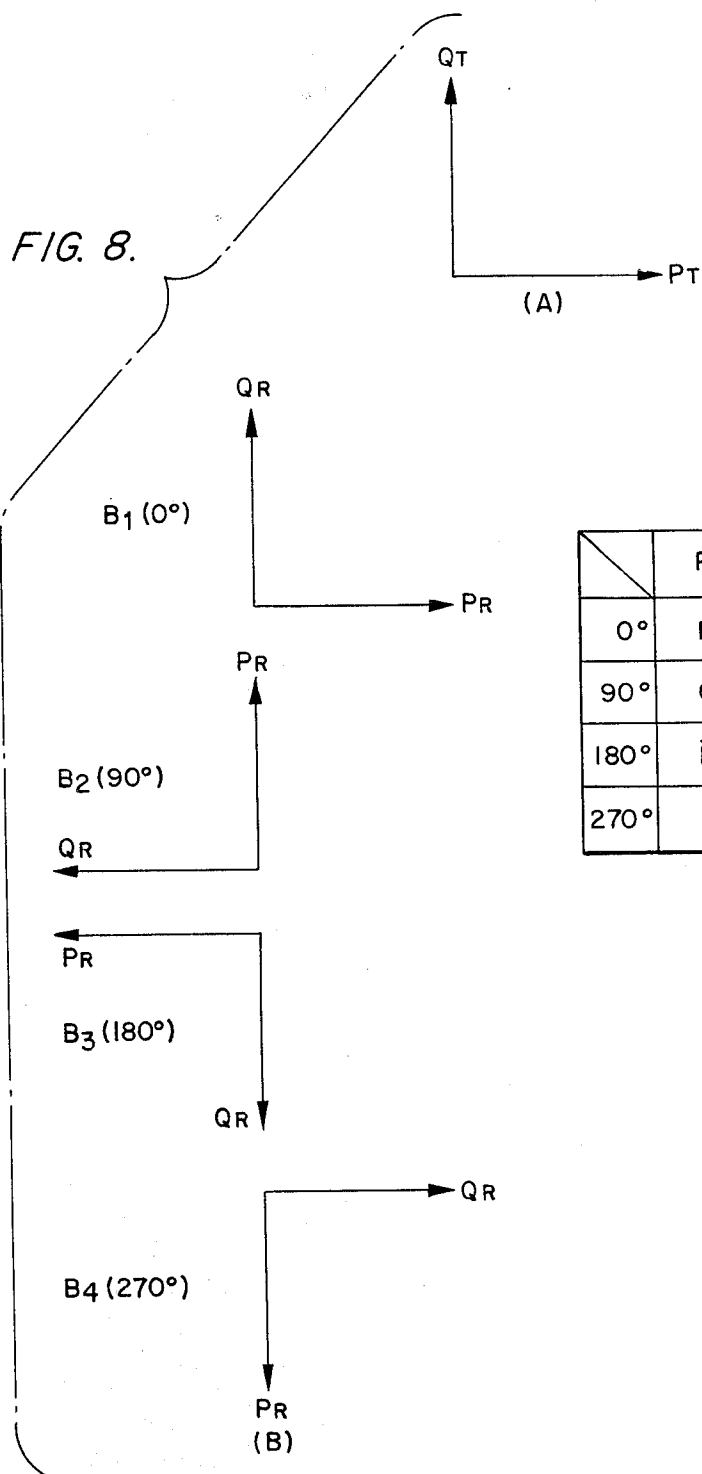 FIG. 8.
QT
PT
(A)
QR
B1 (0°)
PR
PR
B2 (90°)
QR
PR
B3 (180°)
QR
QR
B4 (270°)
PR
(B)
0°
90°
180°
270°